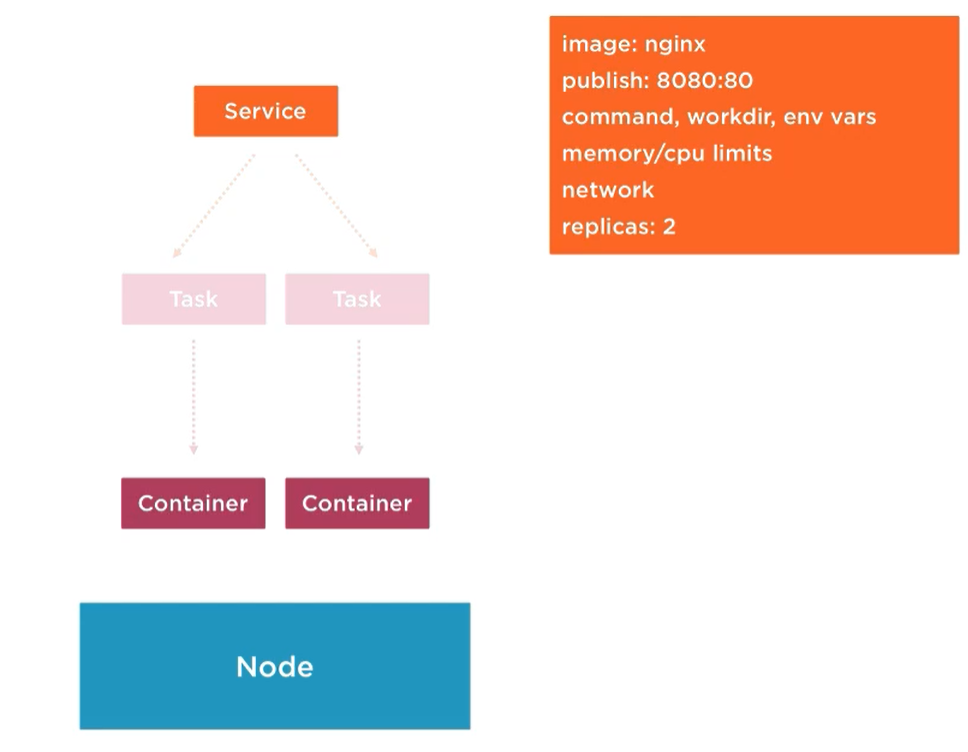 Service
Task
Task
Container
Container
Node
image: nginx
publish: 8080:80
command, workdir, env vars
memory/cpu limits
network
replicas: 2